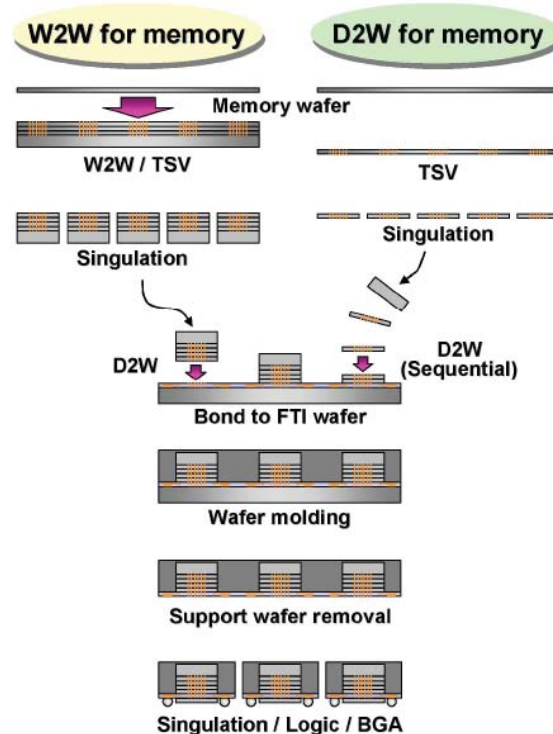 W2W for memory
D2W for memory
Memory wafer
W2W / TSV
TSV
Singulation
Singulation
D2W
D2W
(Sequential)
Bond to FTI wafer
Wafer molding
Support wafer removal
Singulation / Logic / BGA